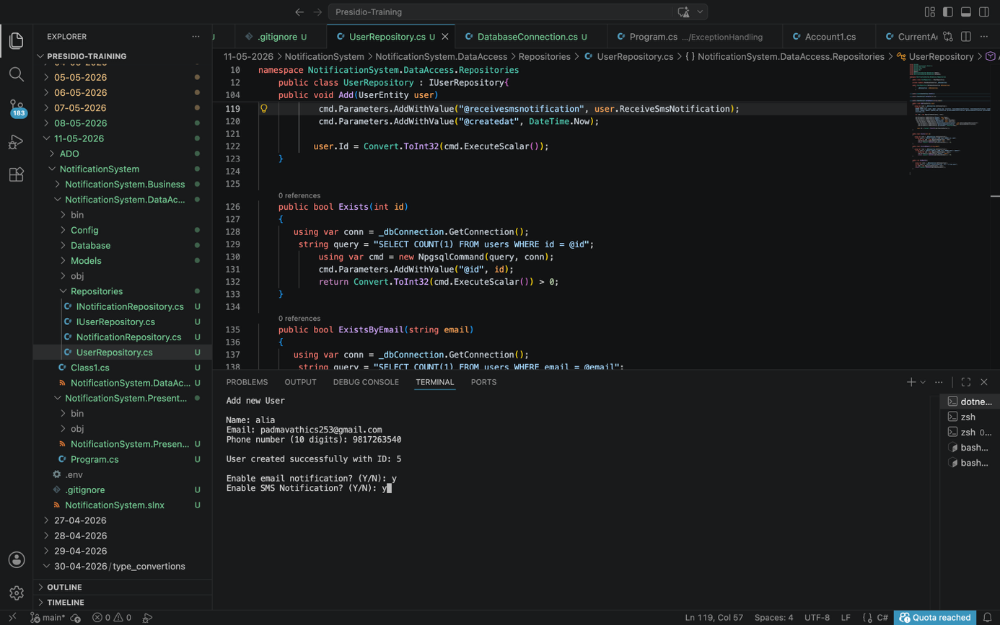 Presidio-Training
EXPLORER
PRESIDIO-TRAINING
05-05-2026
06-05-2026
07-05-2026
08-05-2026
11-05-2026
ADO
NotificationSystem
NotificationSystem.Business
NotificationSystem.DataAc...
bin
Config
Database
Models
obj
Repositories
INotificationRepository.cs U
IUserRepository.cs U
NotificationRepository.cs U
UserRepository.cs U
Class1.cs U
NotificationSystem.DataAc... U
NotificationSystem.Present...
bin
obj
NotificationSystem.Presen... U
Program.cs U
.env
.gitignore U
NotificationSystem.slnx U
27-04-2026
28-04-2026
29-04-2026
30-04-2026/type_convertions
OUTLINE
TIMELINE
183
U .gitignore U UserRepository.cs U DatabaseConnection.cs U Program.cs .../ExceptionHandling Account1.cs CurrentAc
11-05-2026 > NotificationSystem > NotificationSystem.DataAccess > Repositories > UserRepository.cs > {} NotificationSystem.DataAccess.Repositories > UserRepository >
10 namespace NotificationSystem.DataAccess.Repositories
12 public class UserRepository : IUserRepository{
104 public void Add(UserEntity user)
119 cmd.Parameters.AddWithValue("@receivesmsnotification", user.ReceiveSmsNotification);
120 cmd.Parameters.AddWithValue("@createdat", DateTime.Now);
121
122 user.Id = Convert.ToInt32(cmd.ExecuteScalar());
123 }
124
125
0 references
126 public bool Exists(int id)
127 {
128 using var conn = _dbConnection.GetConnection();
129 string query = "SELECT COUNT(1) FROM users WHERE id = @id";
130 using var cmd = new NpgsqlCommand(query, conn);
131 cmd.Parameters.AddWithValue("@id", id);
132 return Convert.ToInt32(cmd.ExecuteScalar()) > 0;
133 }
134
0 references
135 public bool ExistsByEmail(string email)
136 {
137 using var conn = _dbConnection.GetConnection();
138 string query = "SELECT COUNT(1) FROM users WHERE email = @email";
PROBLEMS OUTPUT DEBUG CONSOLE TERMINAL PORTS
Add new User
Name: alia
Email: padmavathics253@gmail.com
Phone number (10 digits): 9817263540
User created successfully with ID: 5
Enable email notification? (Y/N): y
Enable SMS Notification? (Y/N): y
dotne...
zsh
zsh 0...
bash...
bash...
main* 0 0 Ln 119, Col 57 Spaces: 4 UTF-8 LF {} C# Quota reached